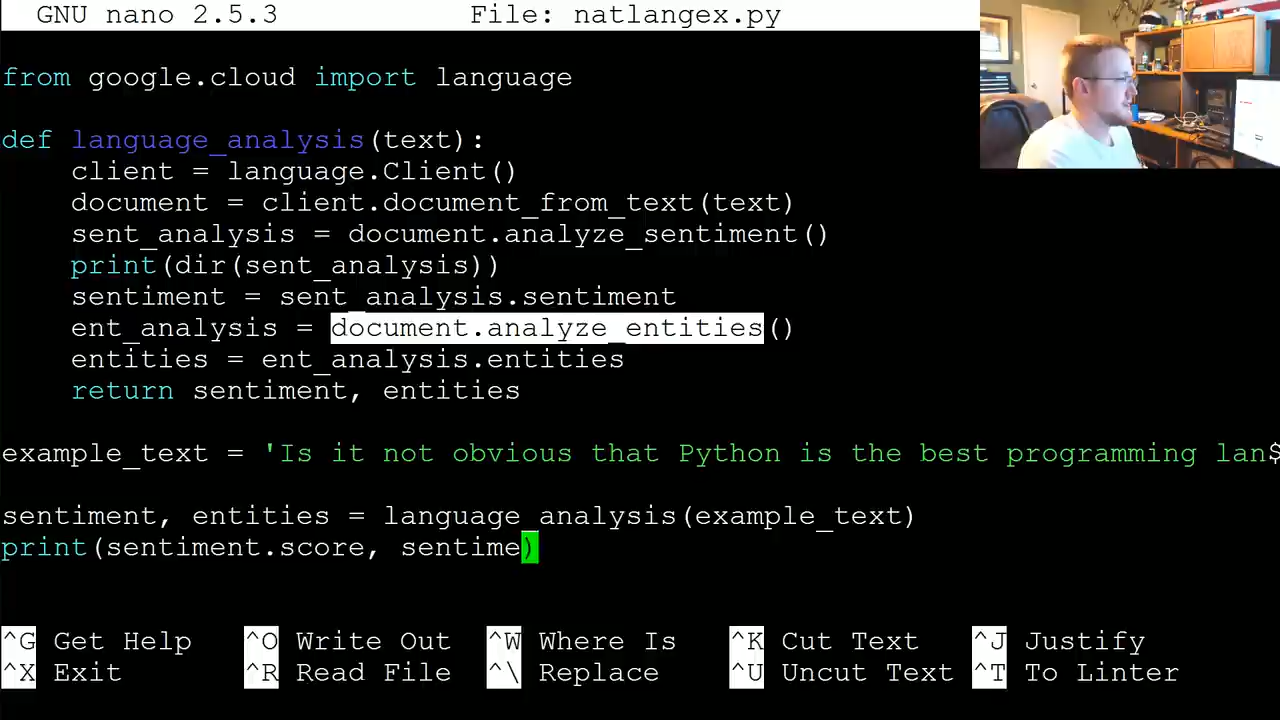 GNU nano 2.5.3 File: natlangex.py
from google.cloud import language
def language_analysis(text):
client = language.Client()
document = client.document_from_text(text)
sent_analysis = document.analyze_sentiment()
print(dir(sent_analysis))
sentiment = sent_analysis.sentiment
ent_analysis = document.analyze_entities()
entities = ent_analysis.entities
return sentiment, entities
example_text = 'Is it not obvious that Python is the best programming lan$
sentiment, entities = language_analysis(example_text)
print(sentiment.score, sentime)
^G Get Help ^O Write Out ^W Where Is ^K Cut Text ^J Justify
^X Exit ^R Read File ^\ Replace ^U Uncut Text ^T To Linter